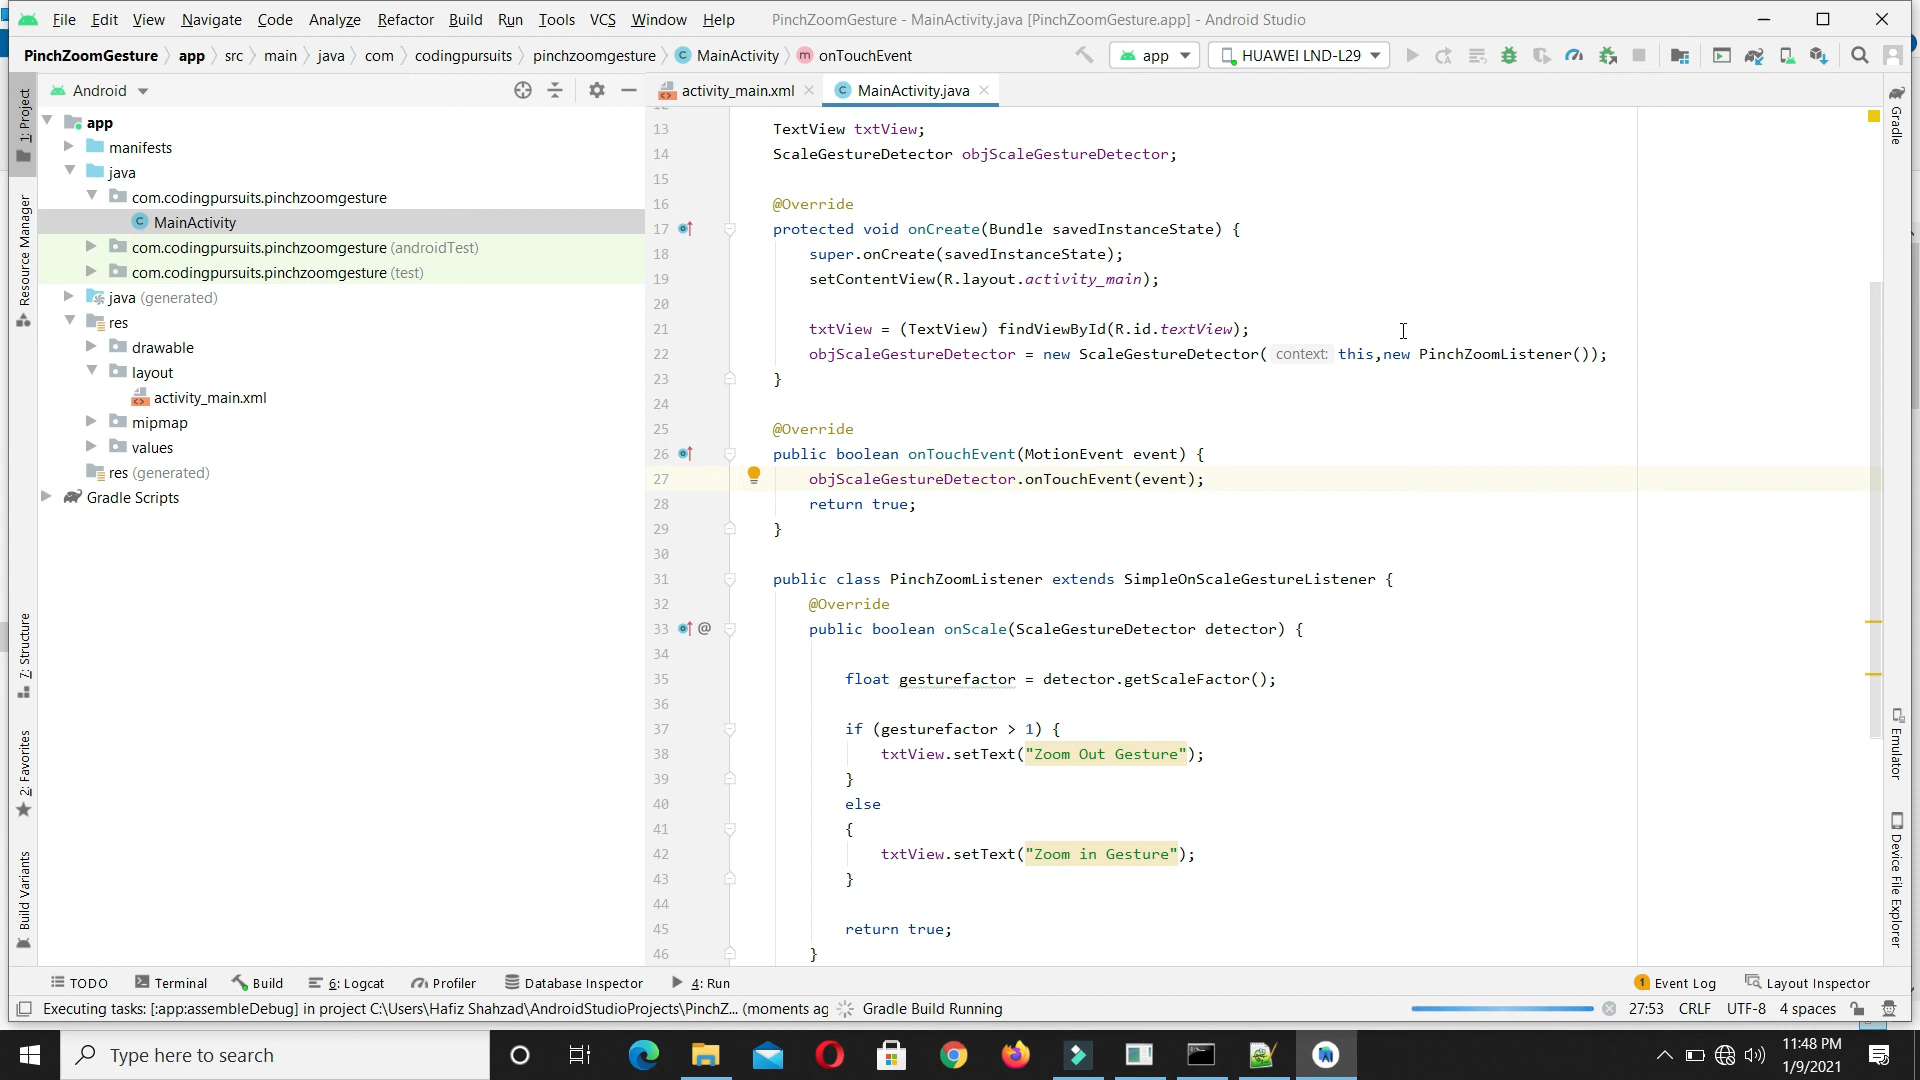 File Edit View Navigate Code Analyze Refactor Build Run Tools VCS Window Help PinchZoomGesture - MainActivity.java [PinchZoomGesture.app] - Android Studio
PinchZoomGesture app src main java com codingpursuits pinchzoomgesture MainActivity onTouchEvent app HUAWEI LND-L29
Android activity_main.xml MainActivity.java
1: Project
Resource Manager
7: Structure
2: Favorites
Build Variants
app
manifests
java
com.codingpursuits.pinchzoomgesture
MainActivity
com.codingpursuits.pinchzoomgesture (androidTest)
com.codingpursuits.pinchzoomgesture (test)
java (generated)
res
drawable
layout
activity_main.xml
mipmap
values
res (generated)
Gradle Scripts
13 TextView txtView;
14 ScaleGestureDetector objScaleGestureDetector;
15
16 @Override
17 protected void onCreate(Bundle savedInstanceState) {
18 super.onCreate(savedInstanceState);
19 setContentView(R.layout.activity_main);
20
21 txtView = (TextView) findViewById(R.id.textView);
22 objScaleGestureDetector = new ScaleGestureDetector( context: this,new PinchZoomListener());
23 }
24
25 @Override
26 public boolean onTouchEvent(MotionEvent event) {
27 objScaleGestureDetector.onTouchEvent(event);
28 return true;
29 }
30
31 public class PinchZoomListener extends SimpleOnScaleGestureListener {
32 @Override
33 @ public boolean onScale(ScaleGestureDetector detector) {
34
35 float gesturefactor = detector.getScaleFactor();
36
37 if (gesturefactor > 1) {
38 txtView.setText("Zoom Out Gesture");
39 }
40 else
41 {
42 txtView.setText("Zoom in Gesture");
43 }
44
45 return true;
46 }
Gradle
Emulator
Device File Explorer
TODO Terminal Build 6: Logcat Profiler Database Inspector 4: Run 1 Event Log Layout Inspector
Executing tasks: [:app:assembleDebug] in project C:\Users\Hafiz Shahzad\AndroidStudioProjects\PinchZ... (moments ag Gradle Build Running 27:53 CRLF UTF-8 4 spaces
Type here to search
11:48 PM
1/9/2021